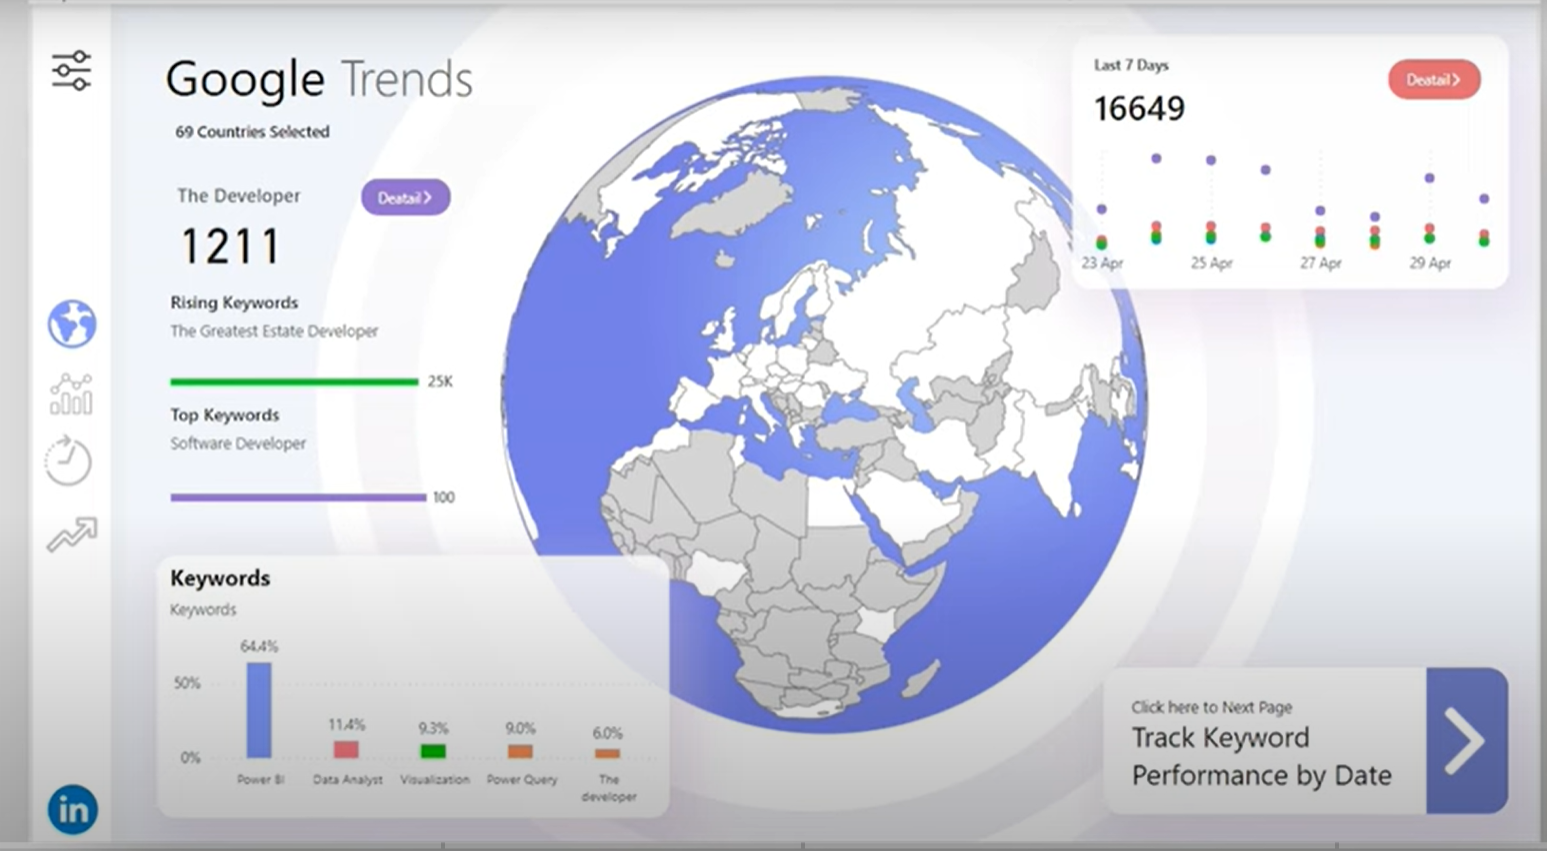 Google Trends
69 Countries Selected
The Developer
Deatail>
1211
Rising Keywords
The Greatest Estate Developer
25K
Top Keywords
Software Developer
100
Keywords
Keywords
64.4%
50%
11.4%
9.3%
9.0%
6.0%
0%
Power BI
Data Analyst
Visualization
Power Query
The
developer
in
Last 7 Days
Deatail>
16649
23 Apr
25 Apr
27 Apr
29 Apr
Click here to Next Page
Track Keyword
Performance by Date